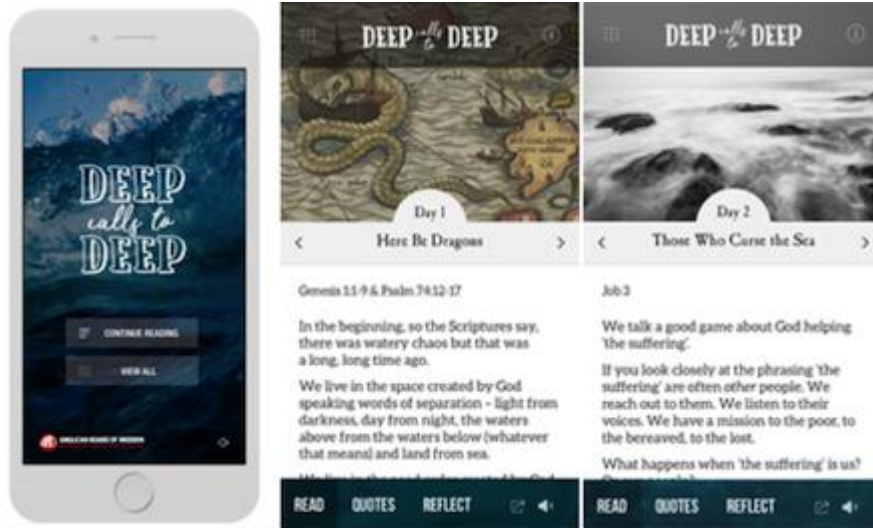 DEEP
calls to
DEEP
CONTINUE READING
VIEW ALL
ANGLICAN BOARD OF MISSION
DEEP calls to DEEP
Day 1
Here Be Dragons
Genesis 1:1-9 & Psalm 74:12-17
In the beginning, so the Scriptures say,
there was watery chaos but that was
a long, long time ago.
We live in the space created by God
speaking words of separation – light from
darkness, day from night, the waters
above from the waters below (whatever
that means) and land from sea.
READ QUOTES REFLECT
DEEP calls to DEEP
Day 2
Those Who Curse the Sea
Job 3
We talk a good game about God helping
'the suffering'.
If you look closely at the phrasing 'the
suffering' are often other people. We
reach out to them. We listen to their
voices. We have a mission to the poor, to
the bereaved, to the lost.
What happens when 'the suffering' is us?
READ QUOTES REFLECT